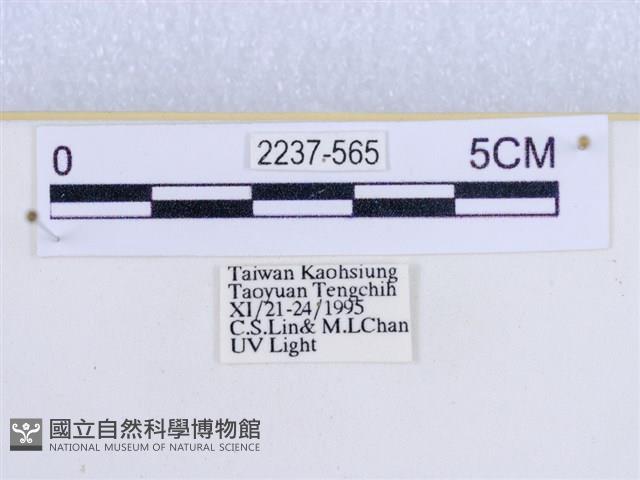 0
2237-565
5CM
Taiwan Kaohsiung
Taoyuan Tengchih
XI/21-24/1995
C.S.Lin& M.LChan
UV Light
國立自然科學博物館
NATIONAL MUSEUM OF NATURAL SCIENCE